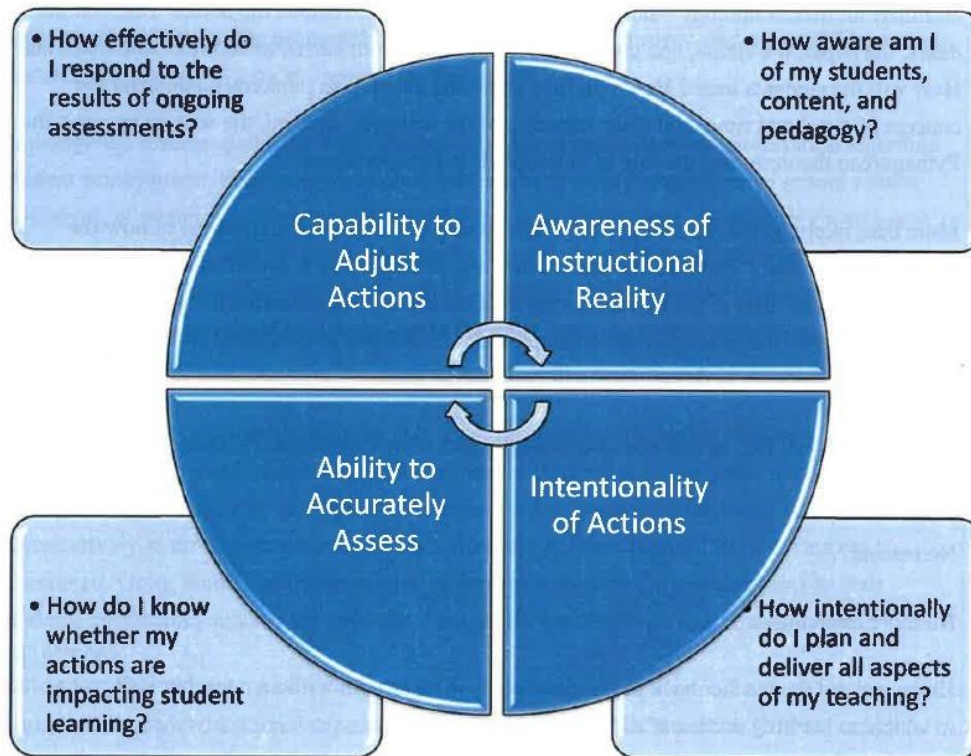 • How effectively do
I respond to the
results of ongoing
assessments?
• How aware am I
of my students,
content, and
pedagogy?
Capability to
Adjust
Actions
Awareness of
Instructional
Reality
Ability to
Accurately
Assess
Intentionality
of Actions
• How do I know
whether my
actions are
impacting student
learning?
• How intentionally
do I plan and
deliver all aspects
of my teaching?